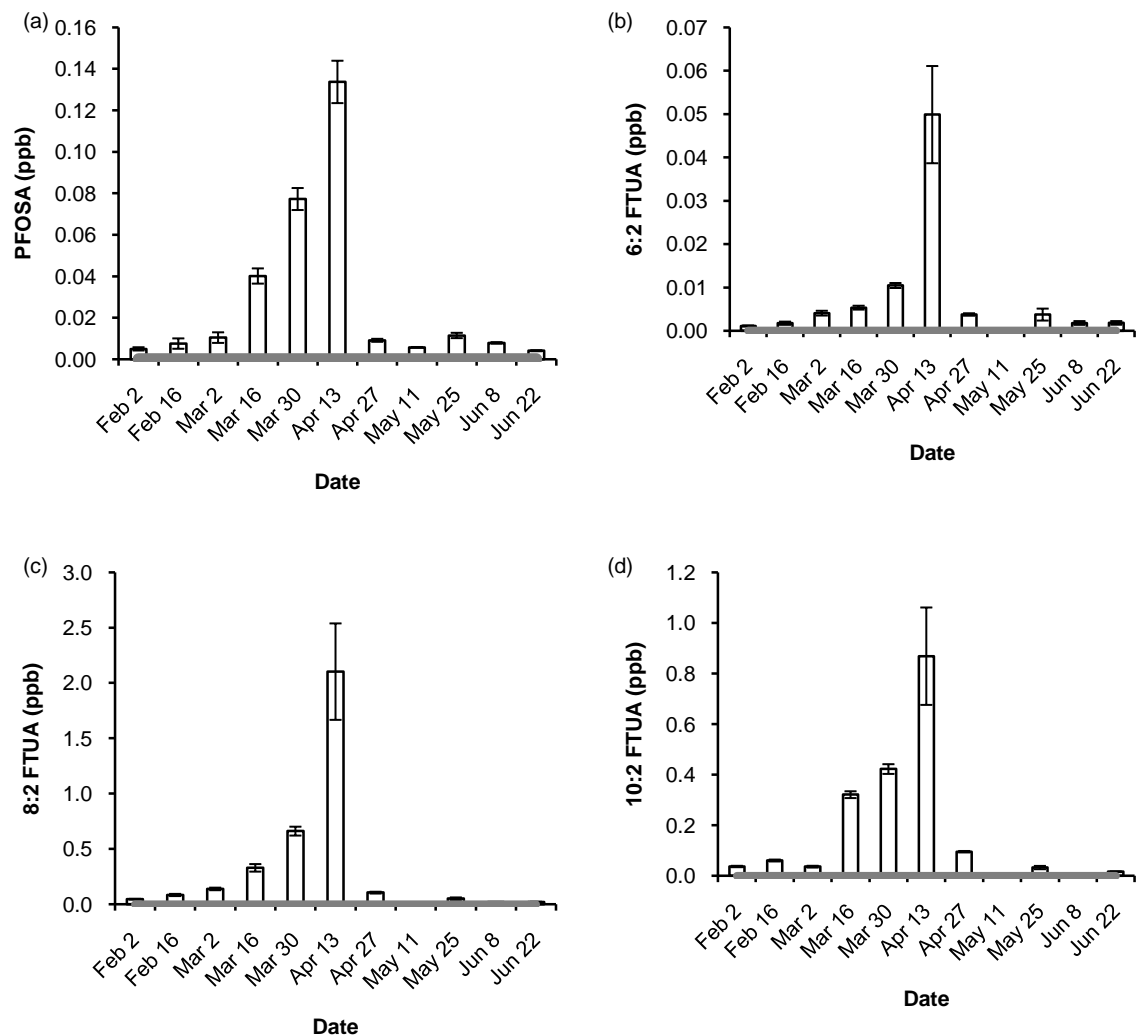 (a)
PFOSA (ppb)
0.16
0.14
0.12
0.10
0.08
0.06
0.04
0.02
0.00
Feb 2
Feb 16
Mar 2
Mar 16
Mar 30
Apr 13
Apr 27
May 11
May 25
Jun 8
Jun 22
Date
(b)
6:2 FTUA (ppb)
0.07
0.06
0.05
0.04
0.03
0.02
0.01
0.00
Feb 2
Feb 16
Mar 2
Mar 16
Mar 30
Apr 13
Apr 27
May 11
May 25
Jun 8
Jun 22
Date
(c)
8:2 FTUA (ppb)
3.0
2.5
2.0
1.5
1.0
0.5
0.0
Feb 2
Feb 16
Mar 2
Mar 16
Mar 30
Apr 13
Apr 27
May 11
May 25
Jun 8
Jun 22
Date
(d)
10:2 FTUA (ppb)
1.2
1.0
0.8
0.6
0.4
0.2
0.0
Feb 2
Feb 16
Mar 2
Mar 16
Mar 30
Apr 13
Apr 27
May 11
May 25
Jun 8
Jun 22
Date